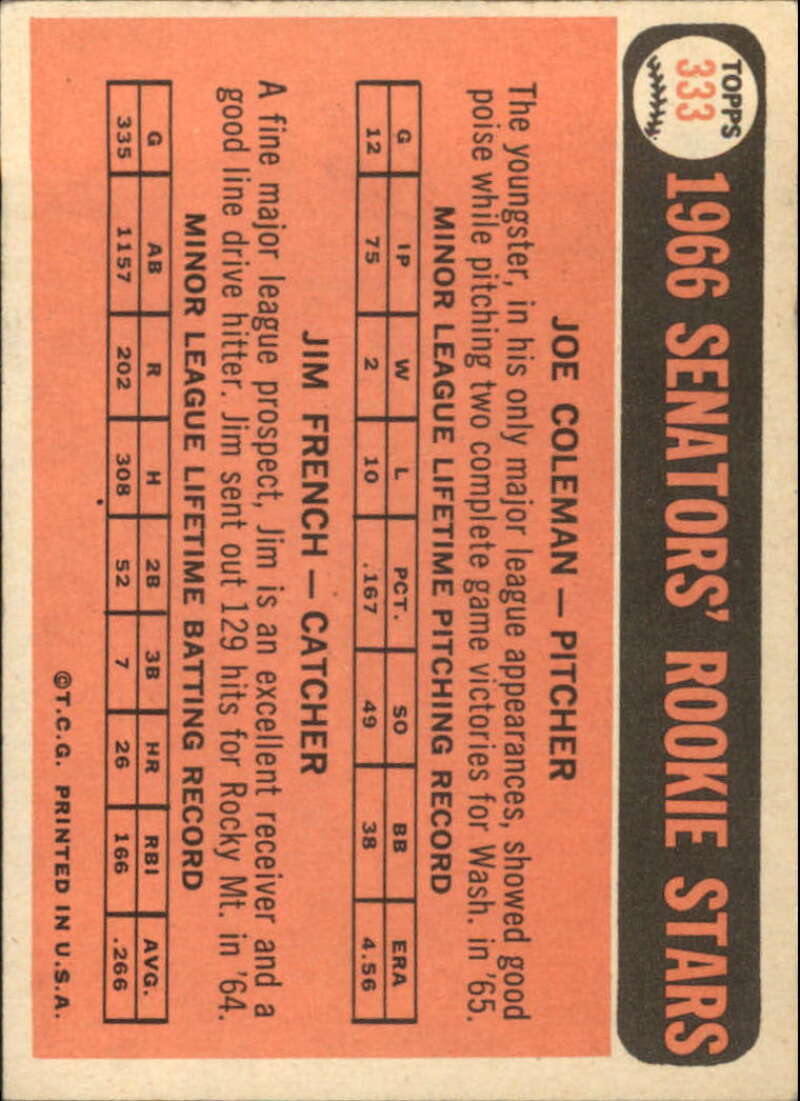 TOPPS
333
1966 SENATORS' ROOKIE STARS
JOE COLEMAN — PITCHER
The youngster, in his only major league appearances, showed good
poise while pitching two complete game victories for Wash. in '65.
MINOR LEAGUE LIFETIME PITCHING RECORD
G IP W L PCT. SO BB ERA
12 75 2 10 .167 49 38 4.56
JIM FRENCH — CATCHER
A fine major league prospect, Jim is an excellent receiver and a
good line drive hitter. Jim sent out 129 hits for Rocky Mt. in '64.
MINOR LEAGUE LIFETIME BATTING RECORD
G AB R H 2B 3B HR RBI AVG.
335 1157 202 308 52 7 26 166 .266
©T.C.G. PRINTED IN U.S.A.